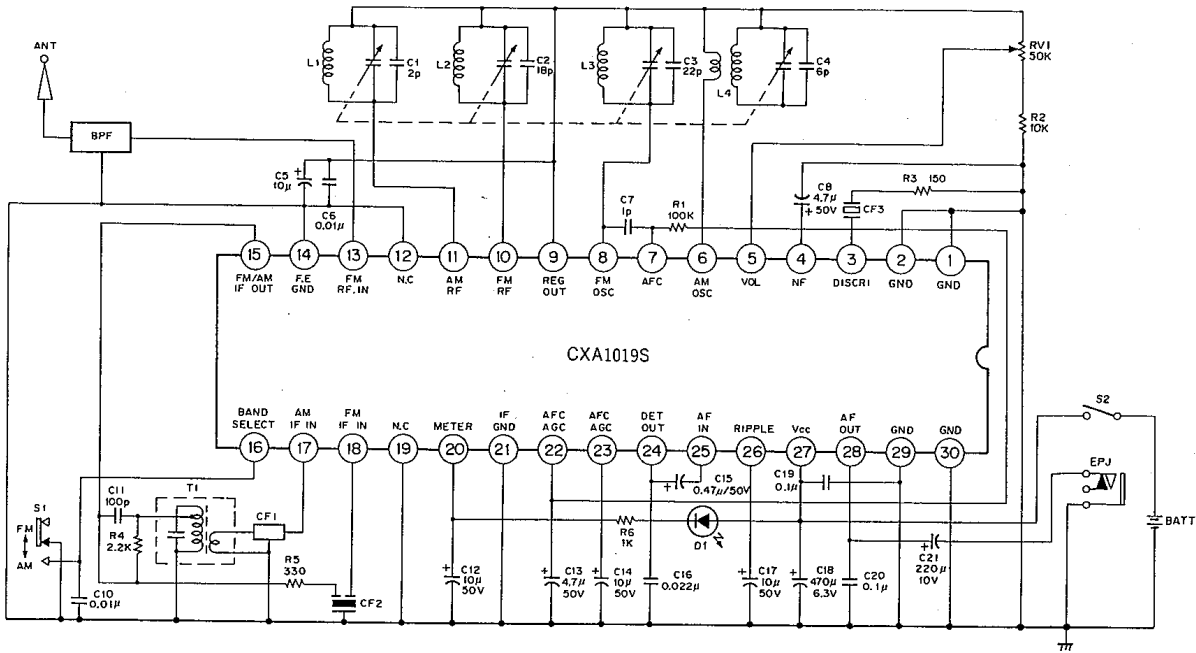 ANT
BPF
L1
C1
2p
L2
C2
18p
L3
C3
22p
L4
C4
6p
RV1
50K
R2
10K
C5
+
10μ
C6
0.01μ
C7
1p
R1
100K
C8
4.7μ
+ 50V
R3 150
CF3
15
14
13
12
11
10
9
8
7
6
5
4
3
2
1
FM/AM
IF OUT
F.E
GND
FM
RF.IN
N.C
AM
RF
FM
RF
REG
OUT
FM
OSC
AFC
AM
OSC
VOL
NF
DISCRI
GND
GND
CXA1019S
BAND
SELECT
AM
IF IN
FM
IF IN
N.C
METER
IF
GND
AFC
AGC
AFC
AGC
DET
OUT
AF
IN
RIPPLE
Vcc
AF
OUT
GND
GND
16
17
18
19
20
21
22
23
24
25
26
27
28
29
30
S2
EPJ
BATT
S1
FM
AM
C11
100p
R4
2.2K
T1
CF1
R5
330
CF2
C10
0.01μ
+
C12
10μ
50V
+
C13
4.7μ
50V
+
C14
10μ
50V
+
C15
0.47μ/50V
R6
1K
D1
C16
0.022μ
+
C17
10μ
50V
+
C18
470μ
6.3V
C19
0.1μ
C20
0.1μ
+
C21
220μ
10V